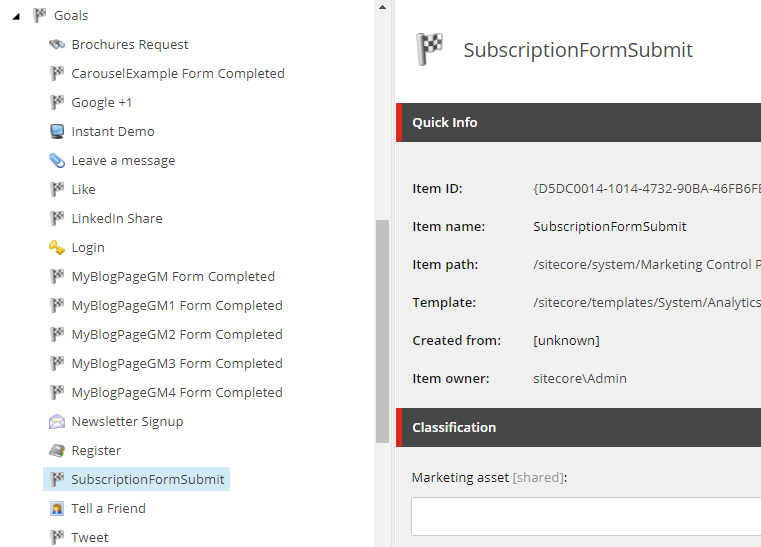 Goals
Brochures Request
CarouselExample Form Completed
Google +1
Instant Demo
Leave a message
Like
LinkedIn Share
Login
MyBlogPageGM Form Completed
MyBlogPageGM1 Form Completed
MyBlogPageGM2 Form Completed
MyBlogPageGM3 Form Completed
MyBlogPageGM4 Form Completed
Newsletter Signup
Register
SubscriptionFormSubmit
Tell a Friend
Tweet
SubscriptionFormSubmit
Quick Info
Item ID: {D5DC0014-1014-4732-90BA-46FB6F
Item name: SubscriptionFormSubmit
Item path: /sitecore/system/Marketing Control P
Template: /sitecore/templates/System/Analytics
Created from: [unknown]
Item owner: sitecore\Admin
Classification
Marketing asset [shared]: